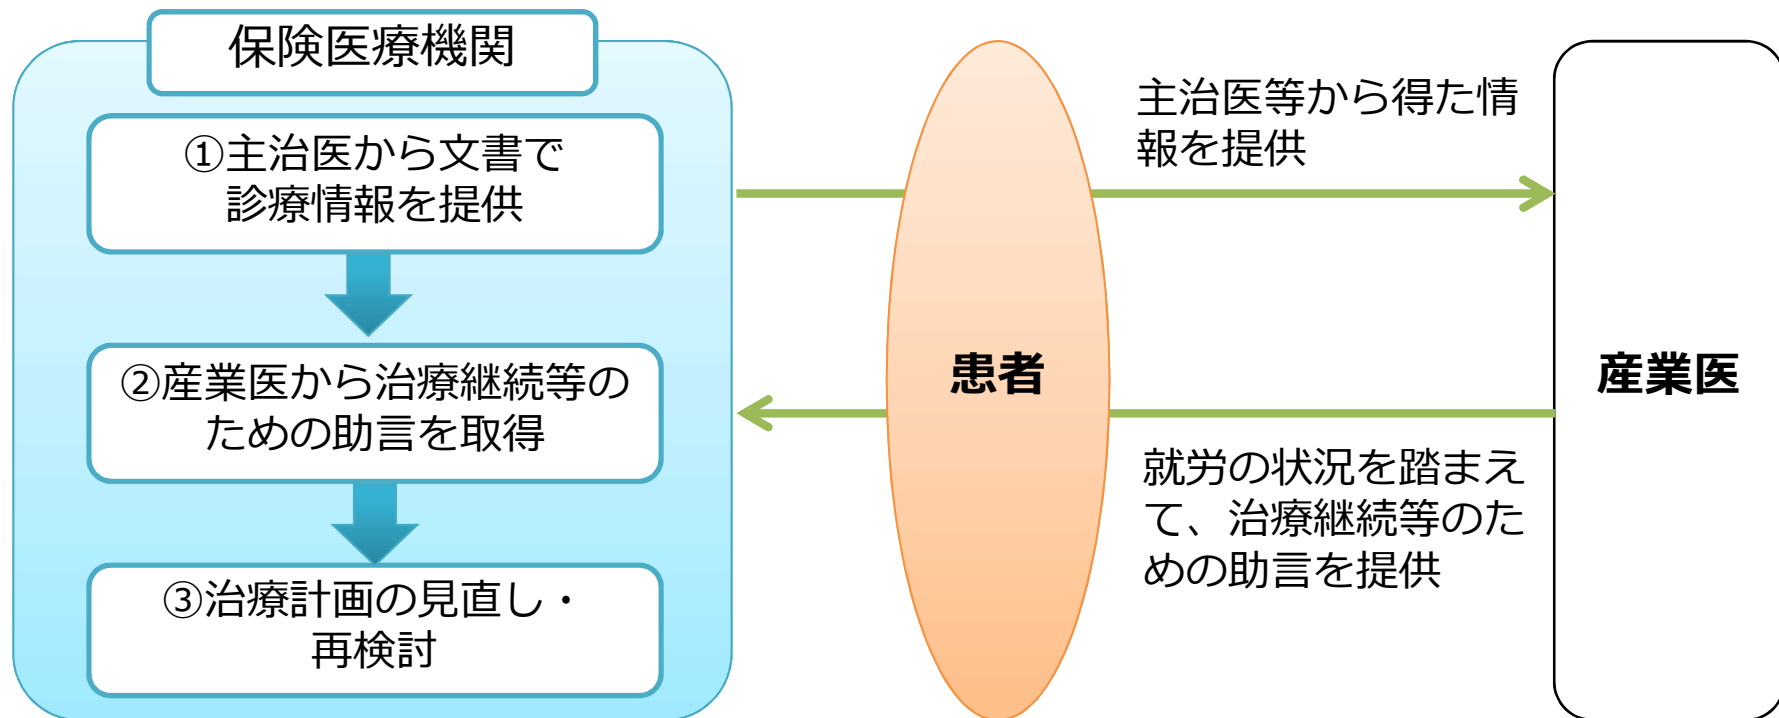 保険医療機関
①主治医から文書で
診療情報を提供
②産業医から治療継続等の
ための助言を取得
③治療計画の見直し・
再検討
患者
主治医等から得た情
報を提供
就労の状況を踏まえ
て、治療継続等のた
めの助言を提供
産業医